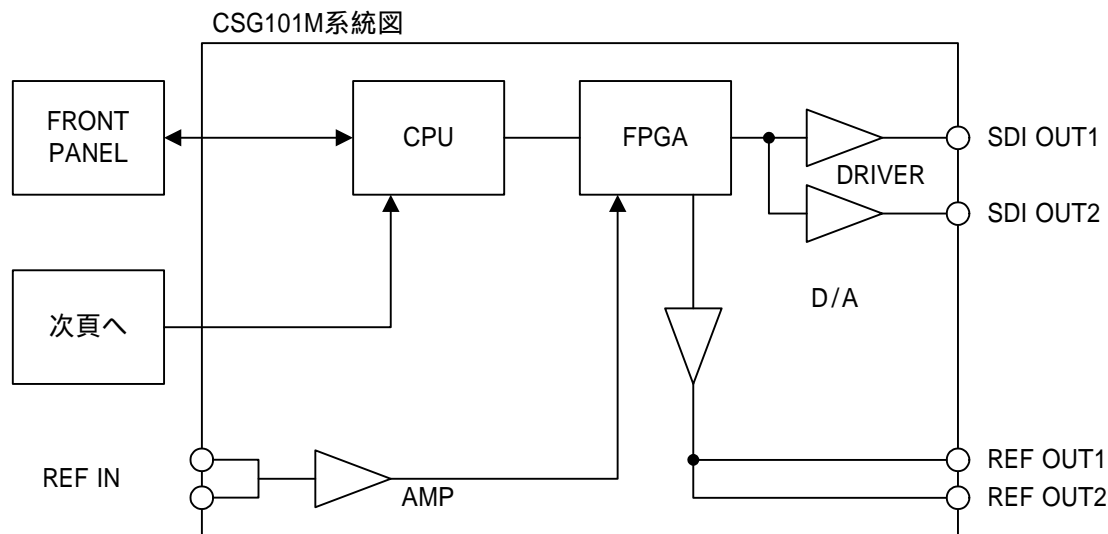 CSG101M系統図
FRONT
PANEL
CPU
FPGA
SDI OUT1
DRIVER
SDI OUT2
D/A
次頁へ
REF IN
AMP
REF OUT1
REF OUT2